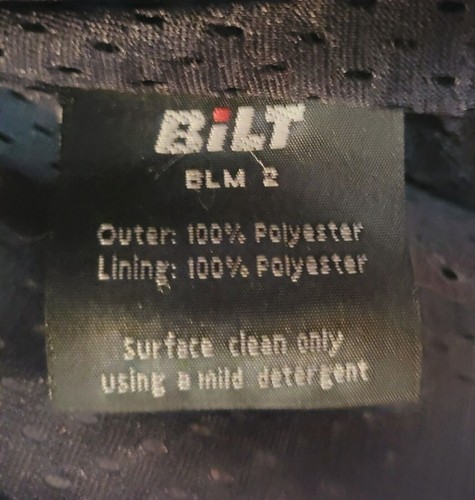 BiLT
BLM 2
Outer: 100% Polyester
Lining: 100% Polyester
Surface clean only
using a mild detergent